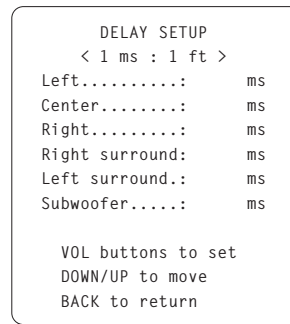 DELAY SETUP
< 1 ms : 1 ft >
Left..........: ms
Center........: ms
Right.........: ms
Right surround: ms
Left surround.: ms
Subwoofer.....: ms
VOL buttons to set
DOWN/UP to move
BACK to return